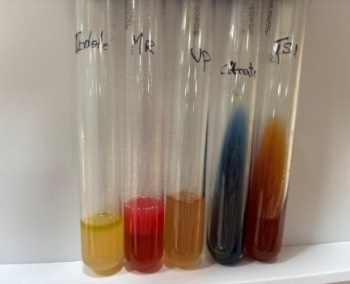 Indole
MR
VP
Citrate
TSI